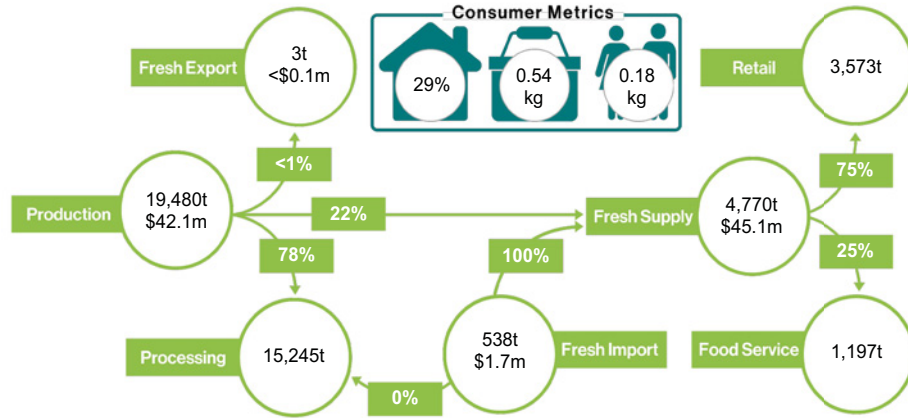 Consumer Metrics
Fresh Export
3t
<$0.1m
29%
0.54
kg
0.18
kg
Retail
3,573t
<1%
75%
Production
19,480t
$42.1m
22%
Fresh Supply
4,770t
$45.1m
78%
100%
25%
Processing
15,245t
538t
$1.7m
Fresh Import
Food Service
1,197t
0%